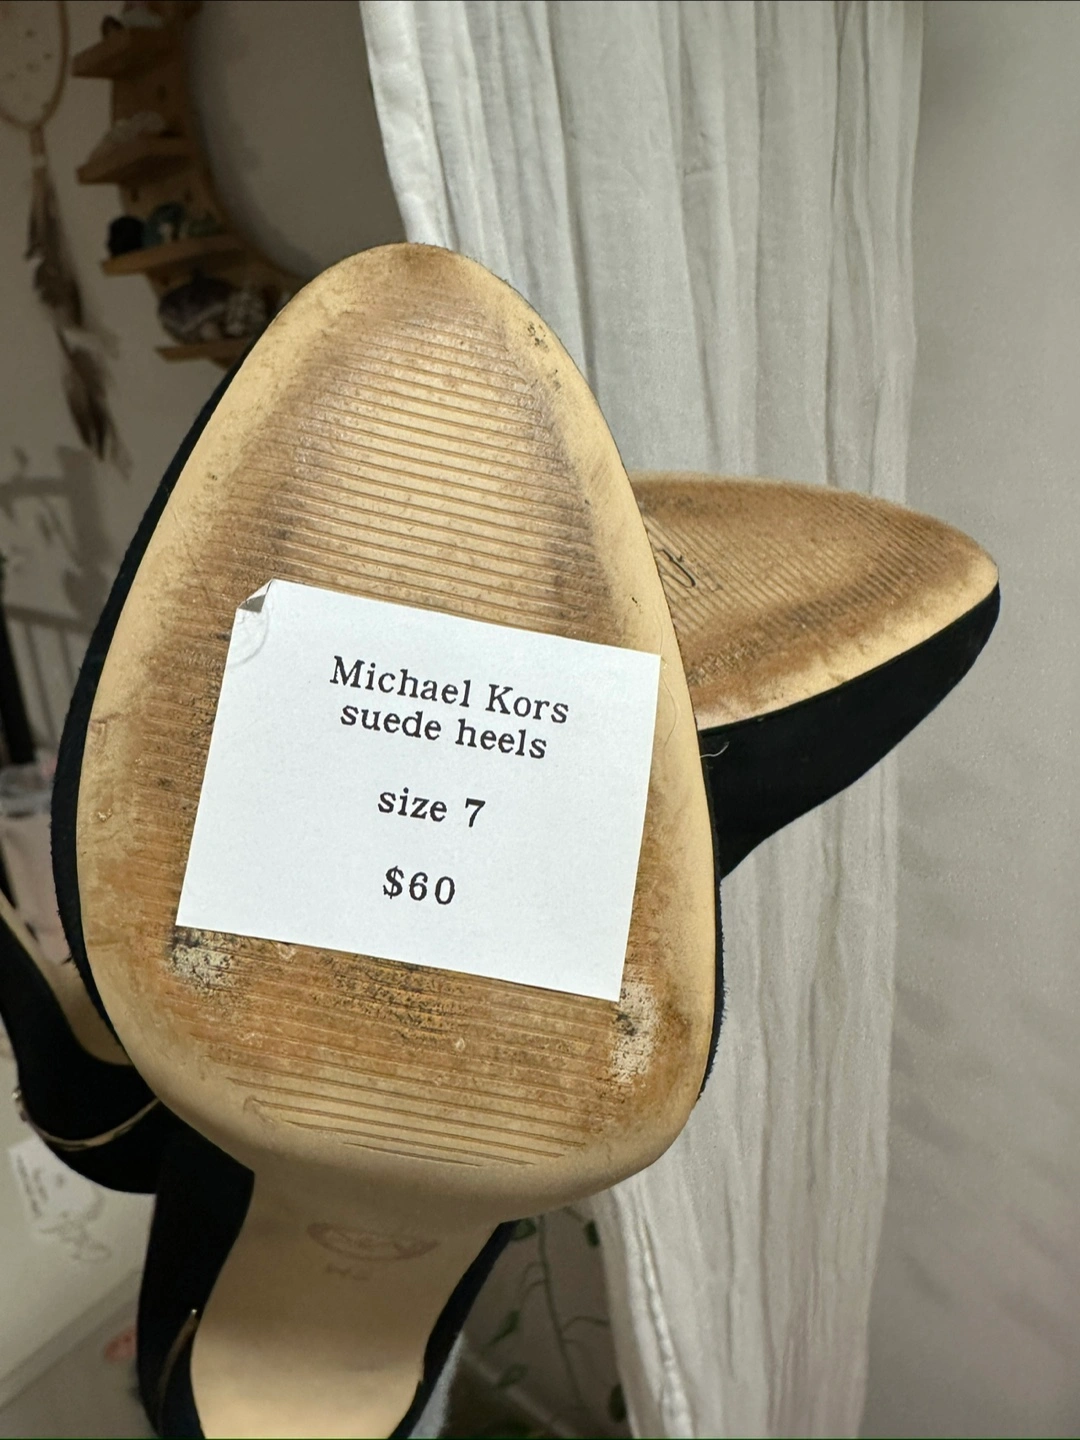 Michael Kors
suede heels
size 7
$60